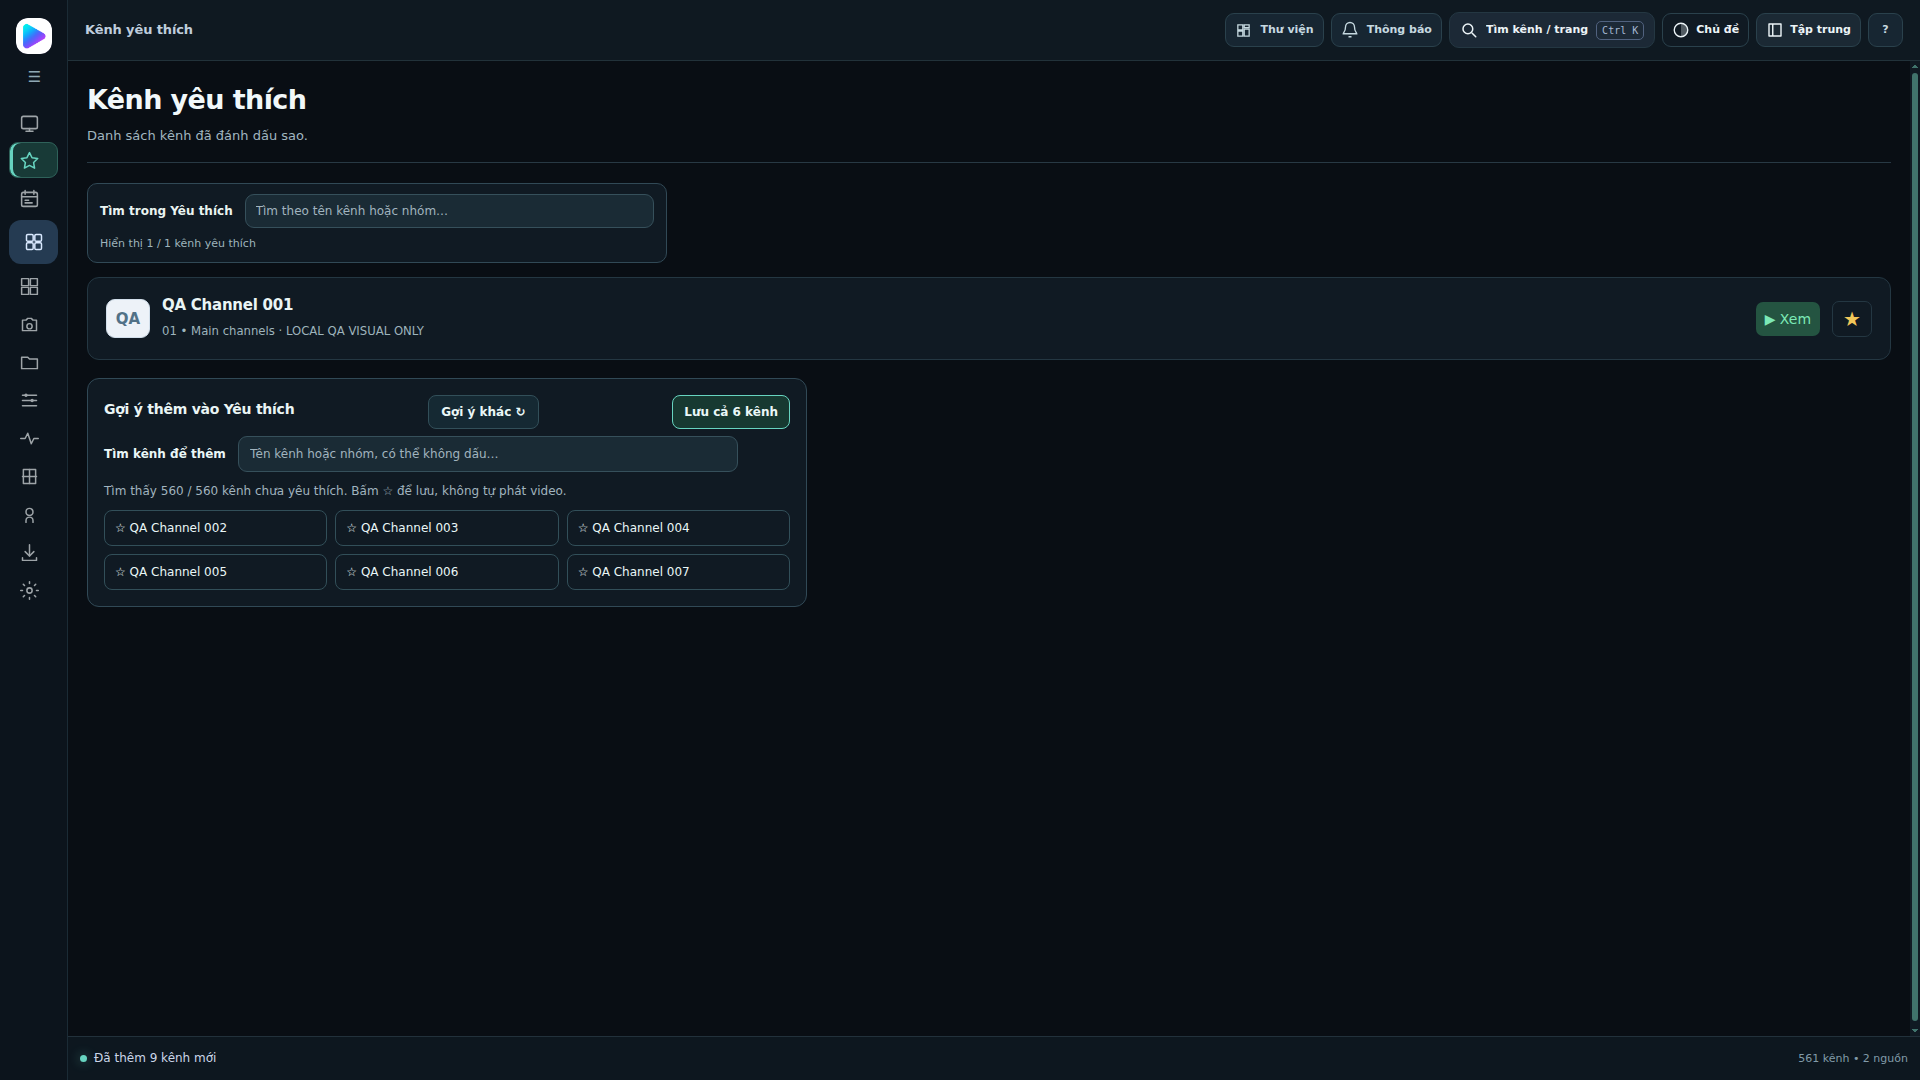 Kênh yêu thích
Thư viện
Thông báo
Tìm kênh / trang Ctrl K
Chủ đề
Tập trung
?
Kênh yêu thích
Danh sách kênh đã đánh dấu sao.
Tìm trong Yêu thích
Tìm theo tên kênh hoặc nhóm...
Hiển thị 1 / 1 kênh yêu thích
QA
QA Channel 001
01 • Main channels · LOCAL QA VISUAL ONLY
▶ Xem
★
Gợi ý thêm vào Yêu thích
Gợi ý khác ↻
Lưu cả 6 kênh
Tìm kênh để thêm
Tên kênh hoặc nhóm, có thể không dấu...
Tìm thấy 560 / 560 kênh chưa yêu thích. Bấm ☆ để lưu, không tự phát video.
☆ QA Channel 002
☆ QA Channel 003
☆ QA Channel 004
☆ QA Channel 005
☆ QA Channel 006
☆ QA Channel 007
Đã thêm 9 kênh mới
561 kênh • 2 nguồn